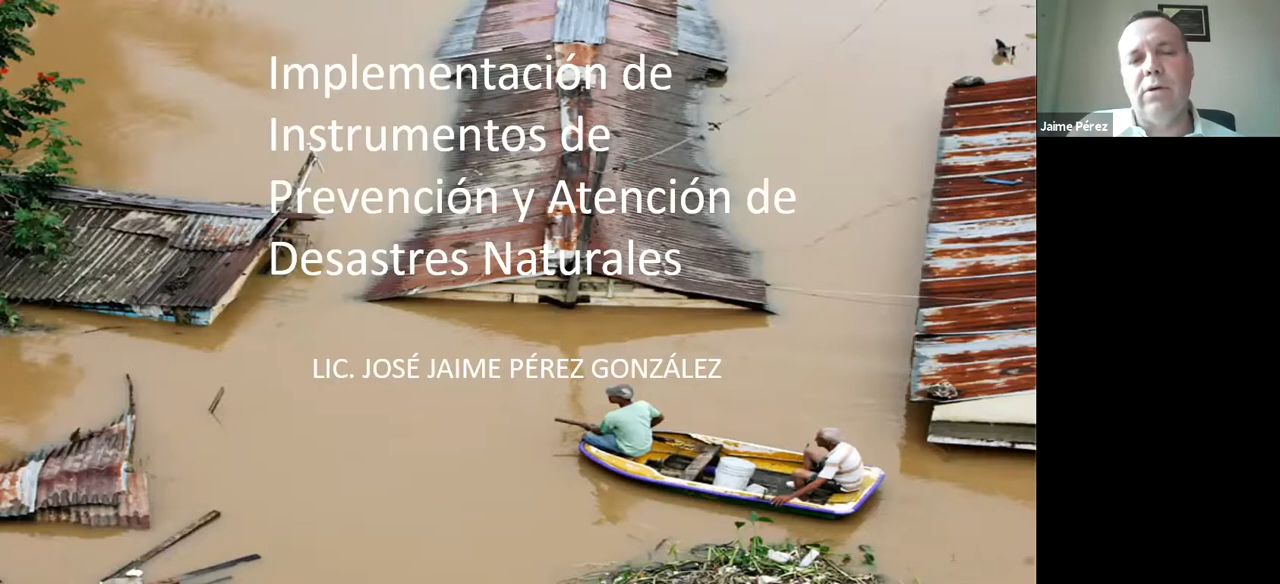 Implementación de
Instrumentos de
Prevención y Atención de
Desastres Naturales
LIC. JOSÉ JAIME PÉREZ GONZÁLEZ
Jaime Pérez